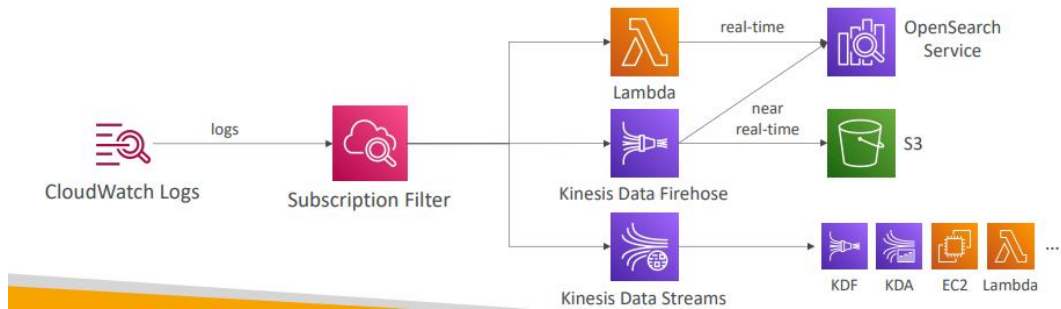 CloudWatch Logs
logs
Subscription Filter
Lambda
real-time
OpenSearch
Service
Kinesis Data Firehose
near
real-time
S3
Kinesis Data Streams
KDF
KDA
EC2
Lambda
...